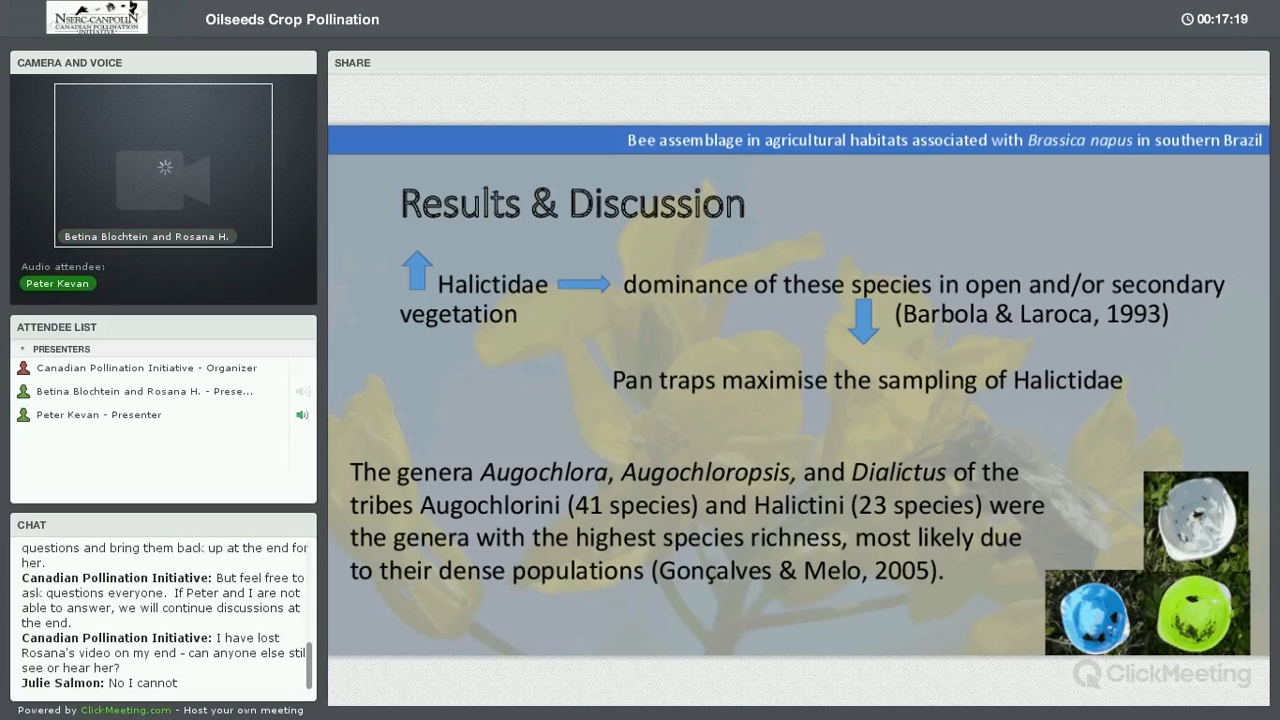 NSERC-CANPOLIN
CANADIAN POLLINATION
INITIATIVE
Oilseeds Crop Pollination
00:17:19
CAMERA AND VOICE
Betina Blochtein and Rosana H.
Audio attendee:
Peter Kevan
ATTENDEE LIST
PRESENTERS
Canadian Pollination Initiative - Organizer
Betina Blochtein and Rosana H. - Prese...
Peter Kevan - Presenter
CHAT
questions and bring them back up at the end for
her.
Canadian Pollination Initiative: But feel free to
ask questions everyone. If Peter and I are not
able to answer, we will continue discussions at
the end.
Canadian Pollination Initiative: I have lost
Rosana's video on my end - can anyone else stil
see or hear her?
Julie Salmon: No I cannot
Powered by ClickMeeting.com - Host your own meeting
SHARE
Bee assemblage in agricultural habitats associated with Brassica napus in southern Brazil
Results & Discussion
Halictidae dominance of these species in open and/or secondary
vegetation (Barbola & Laroca, 1993)
Pan traps maximise the sampling of Halictidae
The genera Augochlora, Augochloropsis, and Dialictus of the
tribes Augochlorini (41 species) and Halictini (23 species) were
the genera with the highest species richness, most likely due
to their dense populations (Gonçalves & Melo, 2005).
ClickMeeting